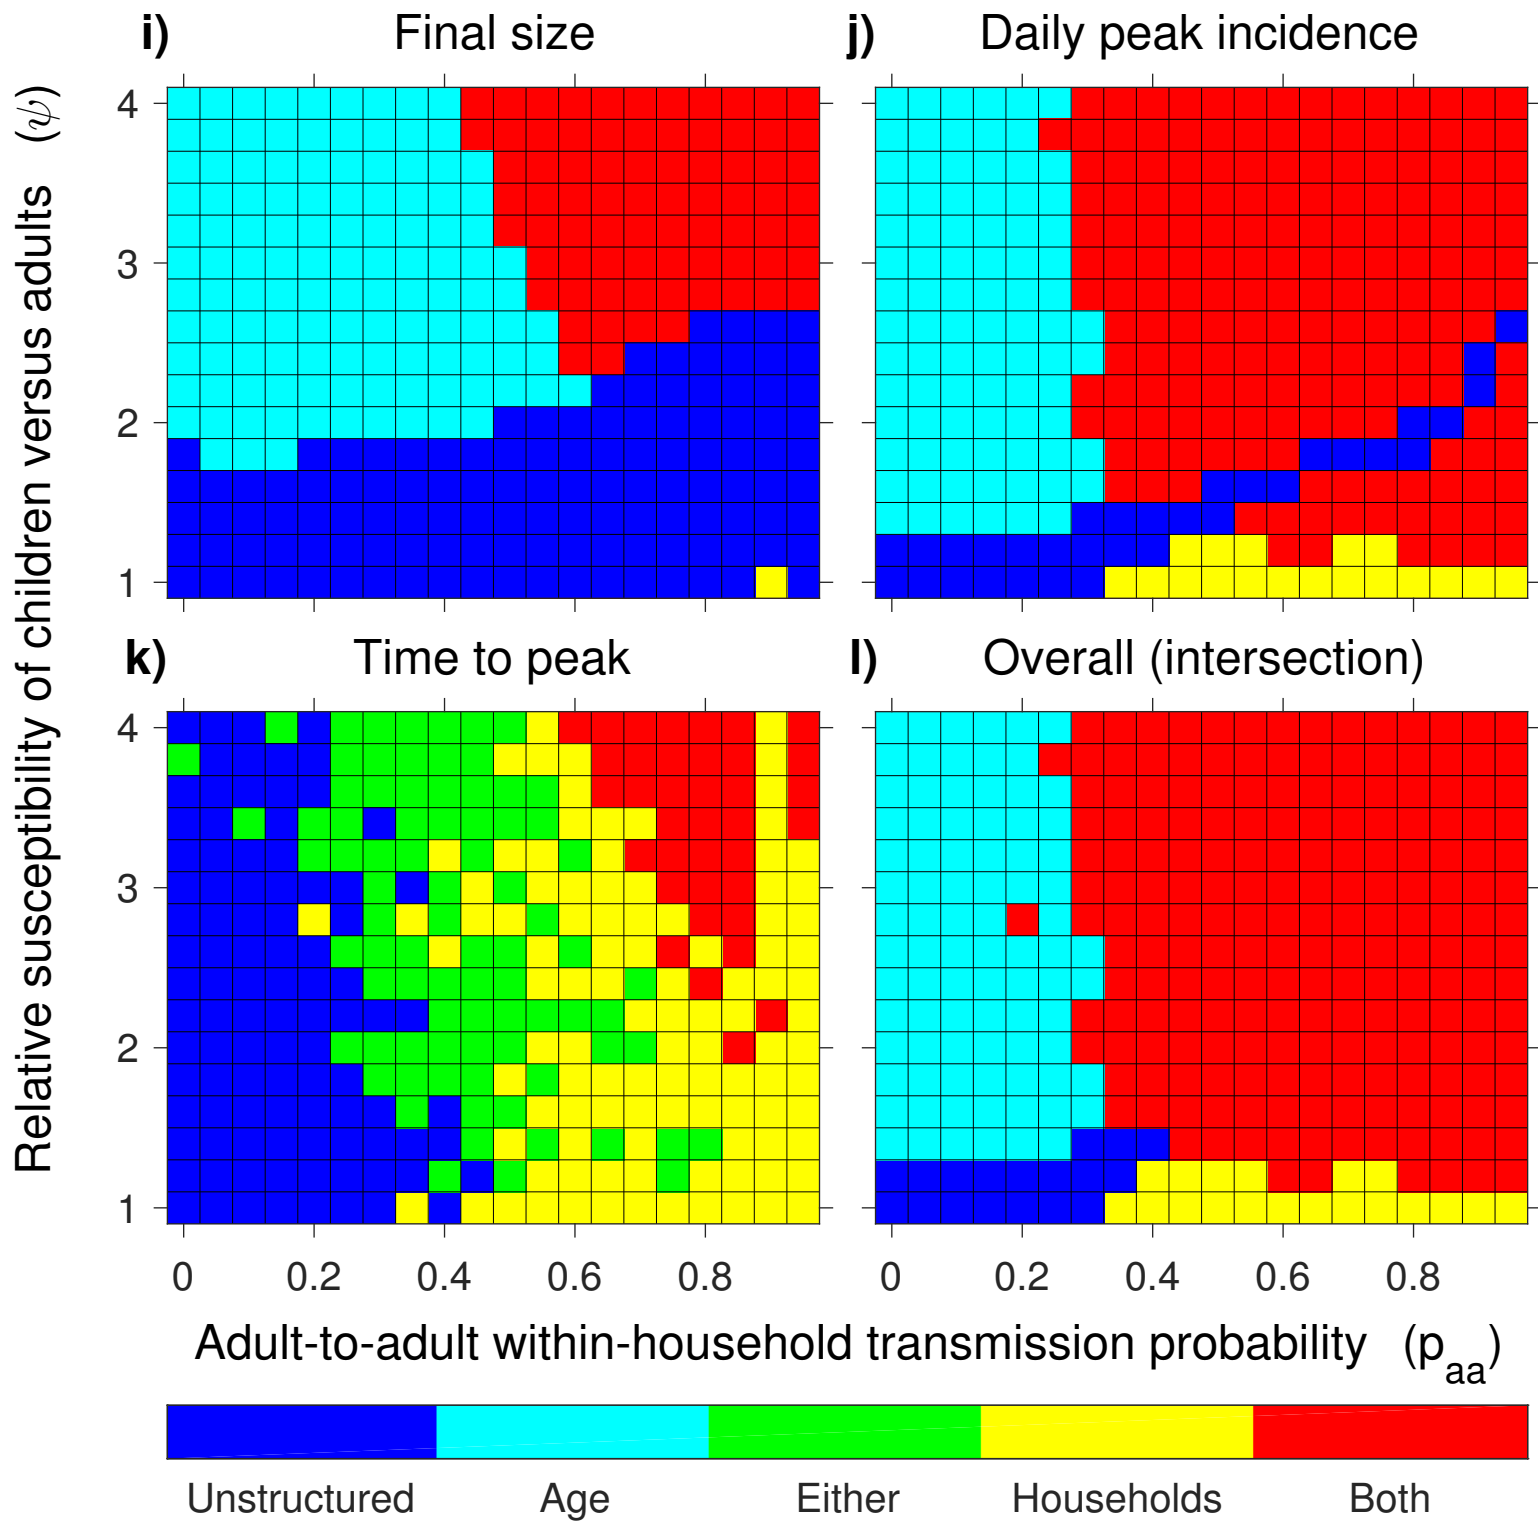 i) Final size
j) Daily peak incidence
4
3
2
1
k) Time to peak
l) Overall (intersection)
4
3
2
1
0 0.2 0.4 0.6 0.8
0 0.2 0.4 0.6 0.8
Relative susceptibility of children versus adults (ψ)
Adult-to-adult within-household transmission probability (p_aa)
Unstructured Age Either Households Both